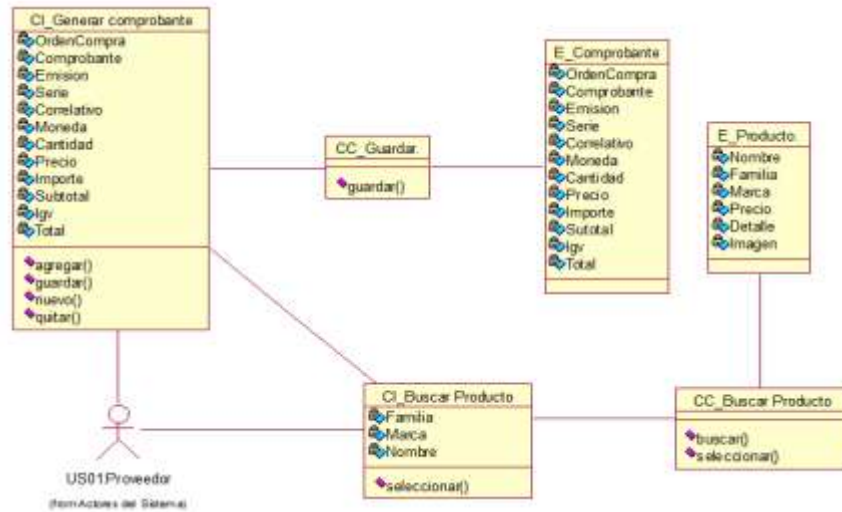 CI_Generar comprobante
OrdenCompra
Comprobante
Emision
Serie
Correlativo
Moneda
Cantidad
Precio
Importe
Subtotal
Igv
Total
agregar()
guardar()
nuevo()
quitar()
CC_Guardar.
guardar()
E_Comprobante
OrdenCompra
Comprobante
Emision
Serie
Correlativo
Moneda
Cantidad
Precio
Importe
Sutotal
Igv
Total
E_Producto.
Nombre
Familia
Marca
Precio
Detalle
Imagen
CI_Buscar Producto
Familia
Marca
Nombre
seleccionar()
CC_Buscar Producto
buscar()
seleccionar()
US01Proveedor
(from Actores del Sistema)